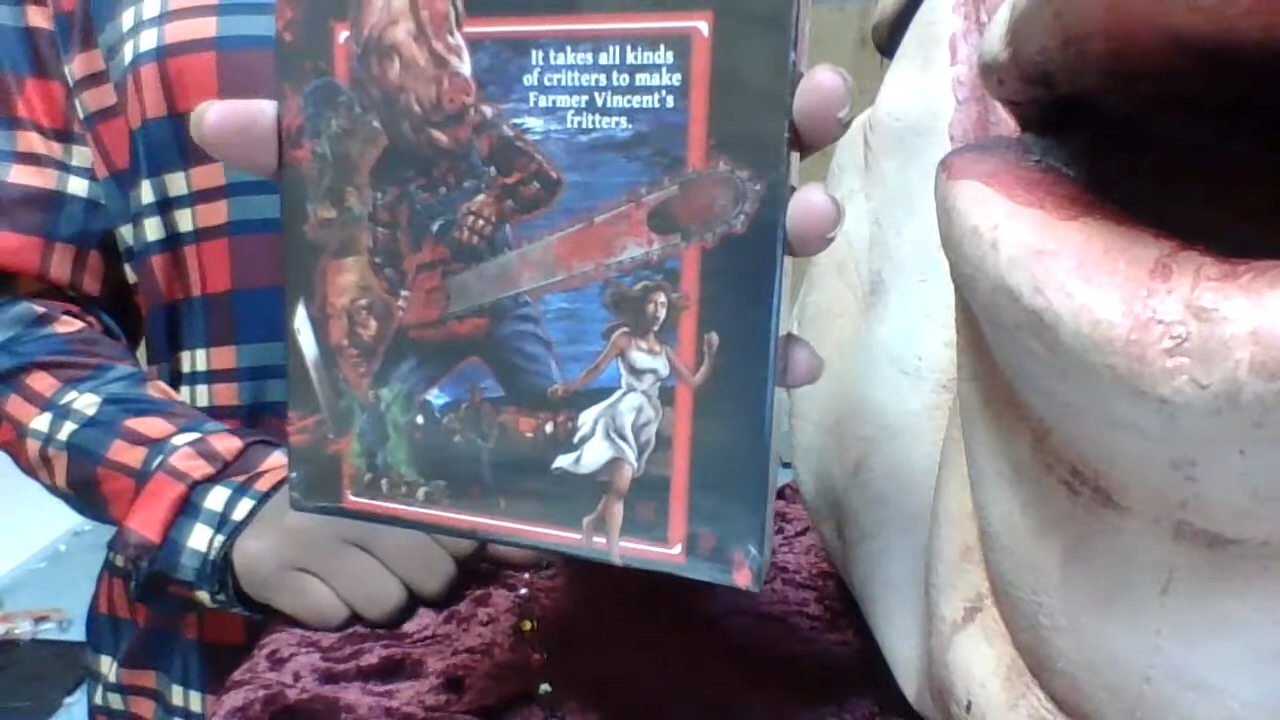 It takes all kinds
of critters to make
Farmer Vincent's
fritters.